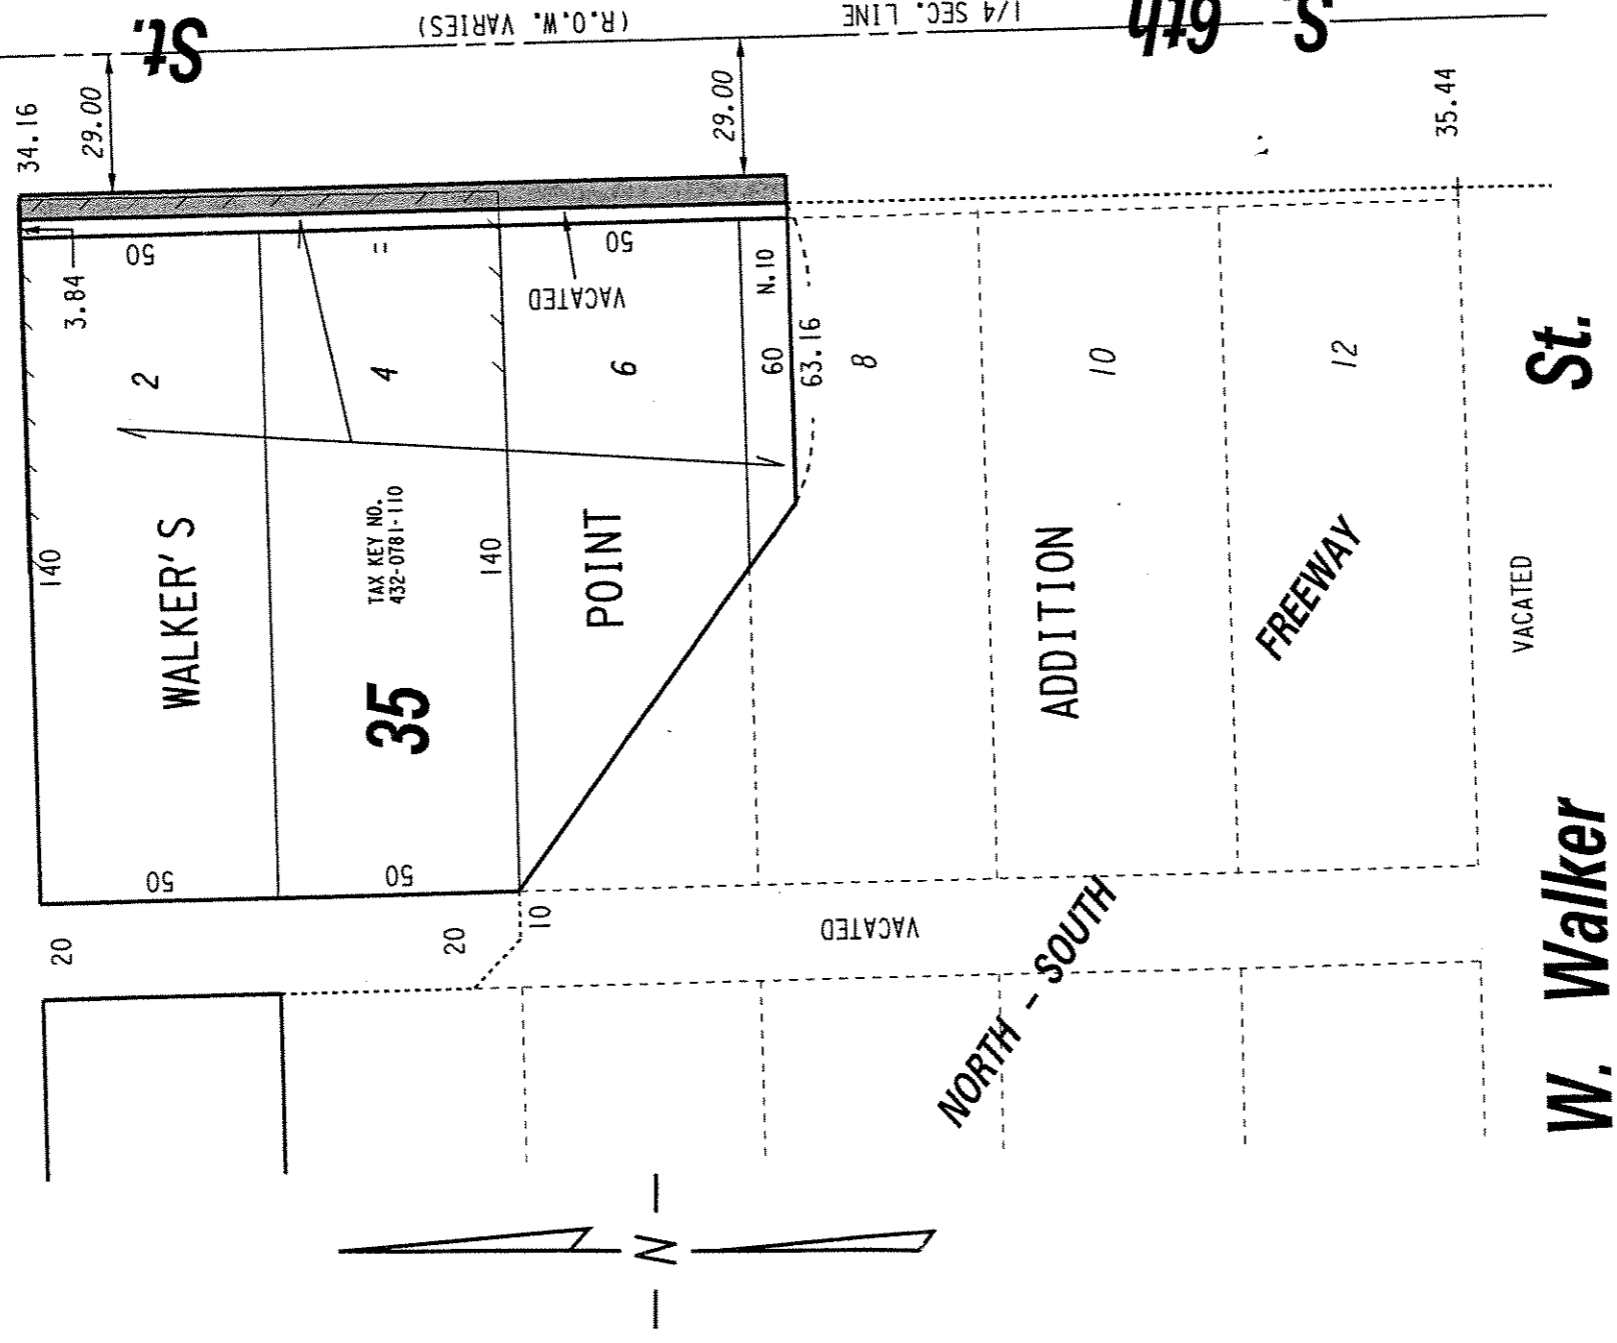 S. 6th St.
1/4 SEC. LINE
(R.O.W. VARIES)
34.16
29.00
29.00
35.44
3.84
50
"
50
VACATED
N.10
60
63.16
2
4
6
8
10
12
140
TAX KEY NO.
432-0781-110
140
WALKER'S
POINT
ADDITION
35
50
50
20
20
10
VACATED
NORTH - SOUTH
FREEWAY
VACATED
W. Walker St.
N